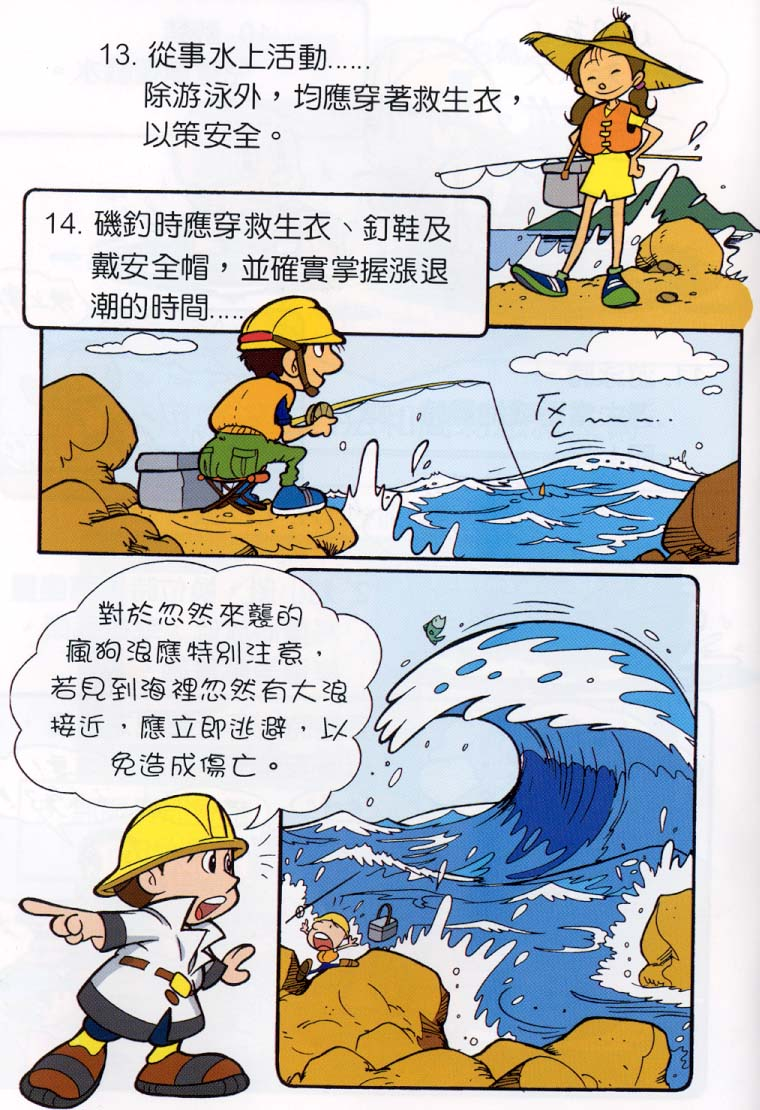 13. 從事水上活動......
除游泳外，均應穿著救生衣，
以策安全。
14. 磯釣時應穿救生衣、釘鞋及
戴安全帽，並確實掌握漲退
潮的時間......
對於忽然來襲的
瘋狗浪應特別注意，
若見到海裡忽然有大浪
接近，應立即逃避，以
免造成傷亡。